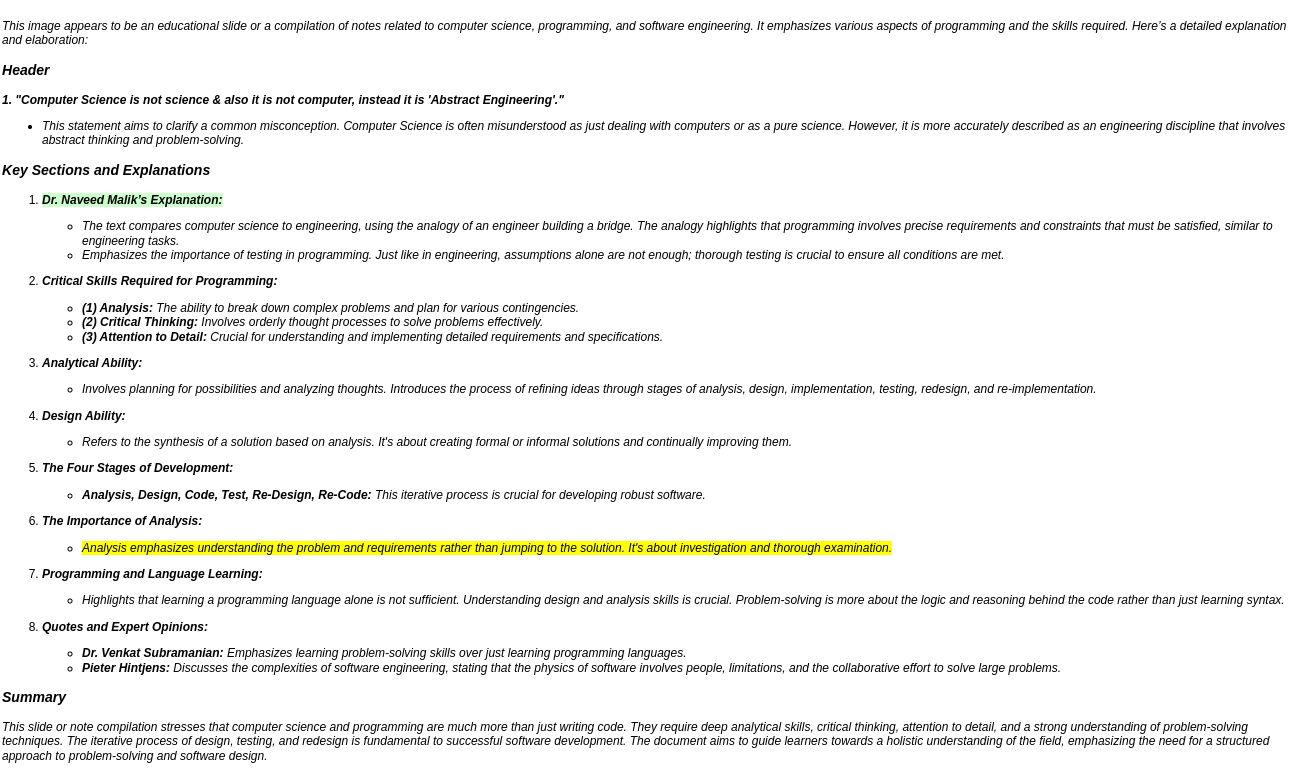 This image appears to be an educational slide or a compilation of notes related to computer science, programming, and software engineering. It emphasizes various aspects of programming and the skills required. Here's a detailed explanation
and elaboration:
Header
1. "Computer Science is not science & also it is not computer, instead it is 'Abstract Engineering'."
• This statement aims to clarify a common misconception. Computer Science is often misunderstood as just dealing with computers or as a pure science. However, it is more accurately described as an engineering discipline that involves
abstract thinking and problem-solving.
Key Sections and Explanations
1. Dr. Naveed Malik's Explanation:
◦ The text compares computer science to engineering, using the analogy of an engineer building a bridge. The analogy highlights that programming involves precise requirements and constraints that must be satisfied, similar to
engineering tasks.
◦ Emphasizes the importance of testing in programming. Just like in engineering, assumptions alone are not enough; thorough testing is crucial to ensure all conditions are met.
2. Critical Skills Required for Programming:
◦ (1) Analysis: The ability to break down complex problems and plan for various contingencies.
◦ (2) Critical Thinking: Involves orderly thought processes to solve problems effectively.
◦ (3) Attention to Detail: Crucial for understanding and implementing detailed requirements and specifications.
3. Analytical Ability:
◦ Involves planning for possibilities and analyzing thoughts. Introduces the process of refining ideas through stages of analysis, design, implementation, testing, redesign, and re-implementation.
4. Design Ability:
◦ Refers to the synthesis of a solution based on analysis. It's about creating formal or informal solutions and continually improving them.
5. The Four Stages of Development:
◦ Analysis, Design, Code, Test, Re-Design, Re-Code: This iterative process is crucial for developing robust software.
6. The Importance of Analysis:
◦ Analysis emphasizes understanding the problem and requirements rather than jumping to the solution. It's about investigation and thorough examination.
7. Programming and Language Learning:
◦ Highlights that learning a programming language alone is not sufficient. Understanding design and analysis skills is crucial. Problem-solving is more about the logic and reasoning behind the code rather than just learning syntax.
8. Quotes and Expert Opinions:
◦ Dr. Venkat Subramanian: Emphasizes learning problem-solving skills over just learning programming languages.
◦ Pieter Hintjens: Discusses the complexities of software engineering, stating that the physics of software involves people, limitations, and the collaborative effort to solve large problems.
Summary
This slide or note compilation stresses that computer science and programming are much more than just writing code. They require deep analytical skills, critical thinking, attention to detail, and a strong understanding of problem-solving
techniques. The iterative process of design, testing, and redesign is fundamental to successful software development. The document aims to guide learners towards a holistic understanding of the field, emphasizing the need for a structured
approach to problem-solving and software design.